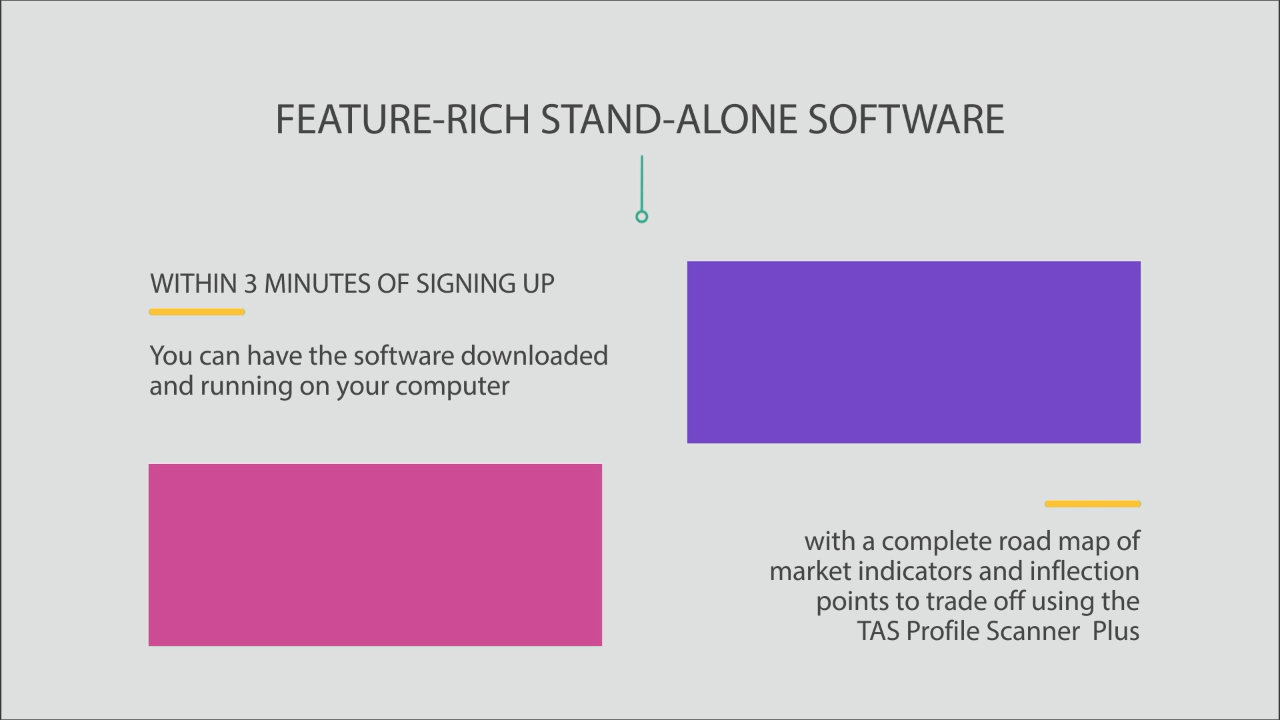 FEATURE-RICH STAND-ALONE SOFTWARE
WITHIN 3 MINUTES OF SIGNING UP
You can have the software downloaded
and running on your computer
with a complete road map of
market indicators and inflection
points to trade off using the
TAS Profile Scanner  Plus